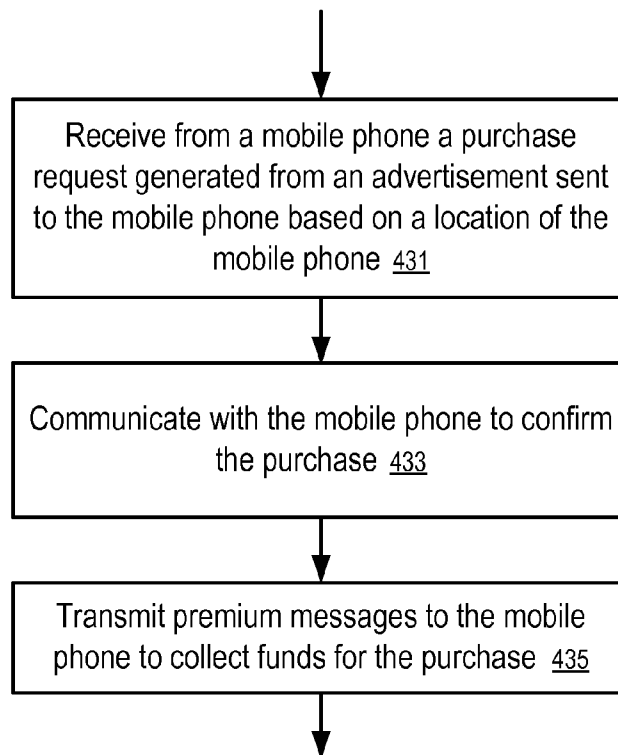 Receive from a mobile phone a purchase
request generated from an advertisement sent
to the mobile phone based on a location of the
mobile phone 431
Communicate with the mobile phone to confirm
the purchase 433
Transmit premium messages to the mobile
phone to collect funds for the purchase 435